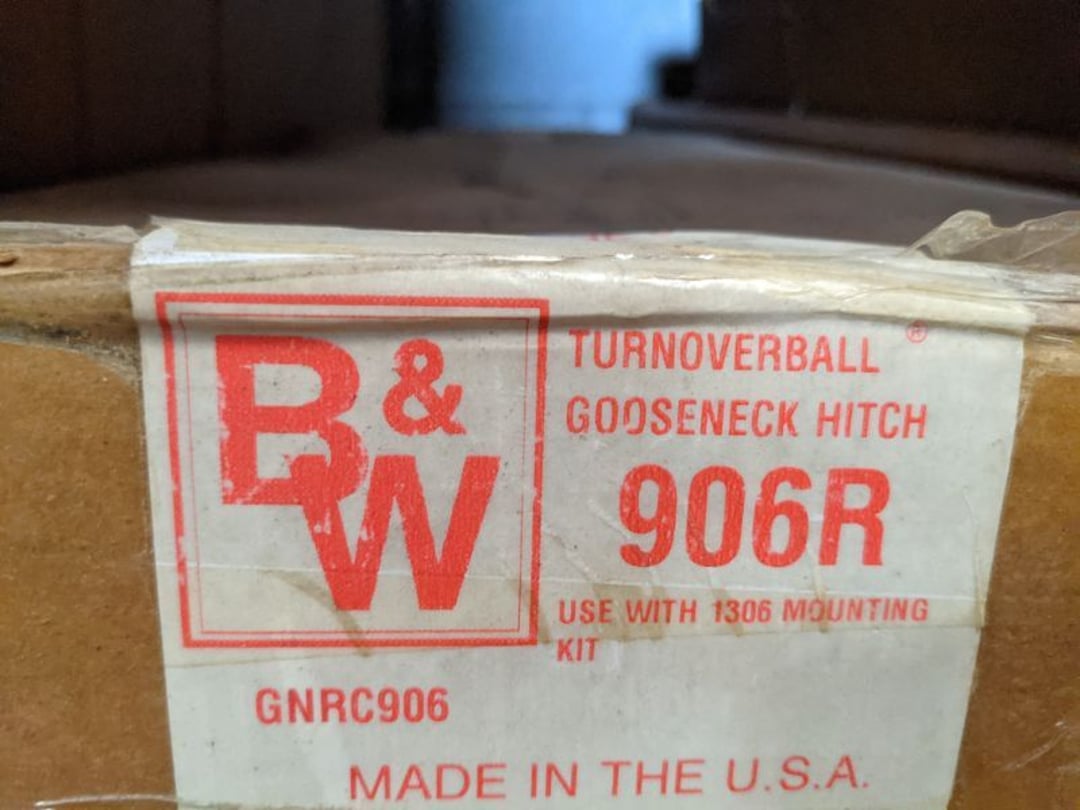 B&W
TURNOVERBALL ®
GOOSENECK HITCH
906R
USE WITH 1306 MOUNTING
KIT
GNRC906
MADE IN THE U.S.A.